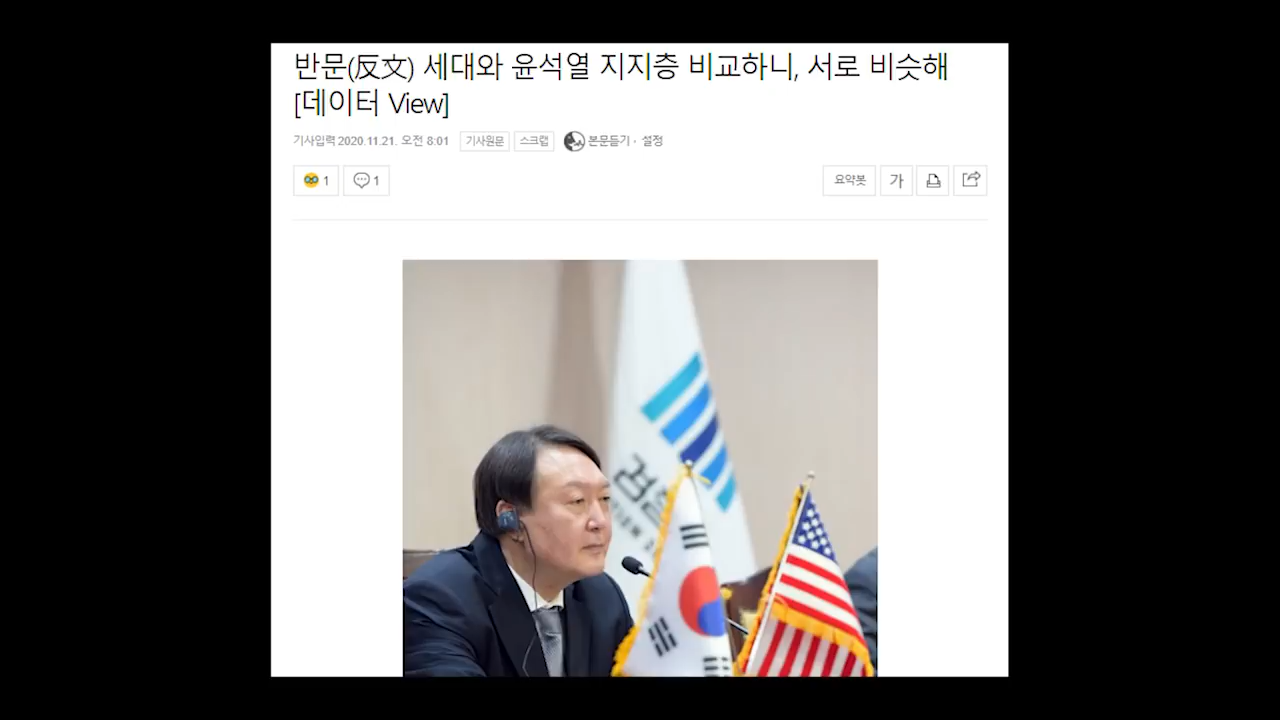 반문(反文) 세대와 윤석열 지지층 비교하니, 서로 비슷해
[데이터 View]
기사입력 2020.11.21. 오전 8:01 기사원문 스크랩 본문듣기 · 설정
1 1 요약봇 가